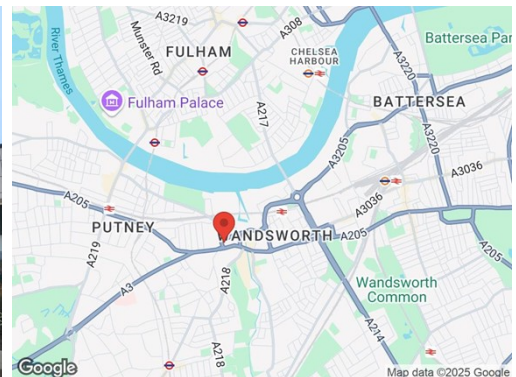 A3219
A308
River Thames
Munster Rd
FULHAM
CHELSEA
HARBOUR
Battersea Par
A3220
Fulham Palace
A217
BATTERSEA
A3205
A3220
A3036
A205
A3036
PUTNEY
WANDSWORTH
A205
A205
A219
A3
A218
Wandsworth
Common
A214
A218
Google
Map data ©2025 Google